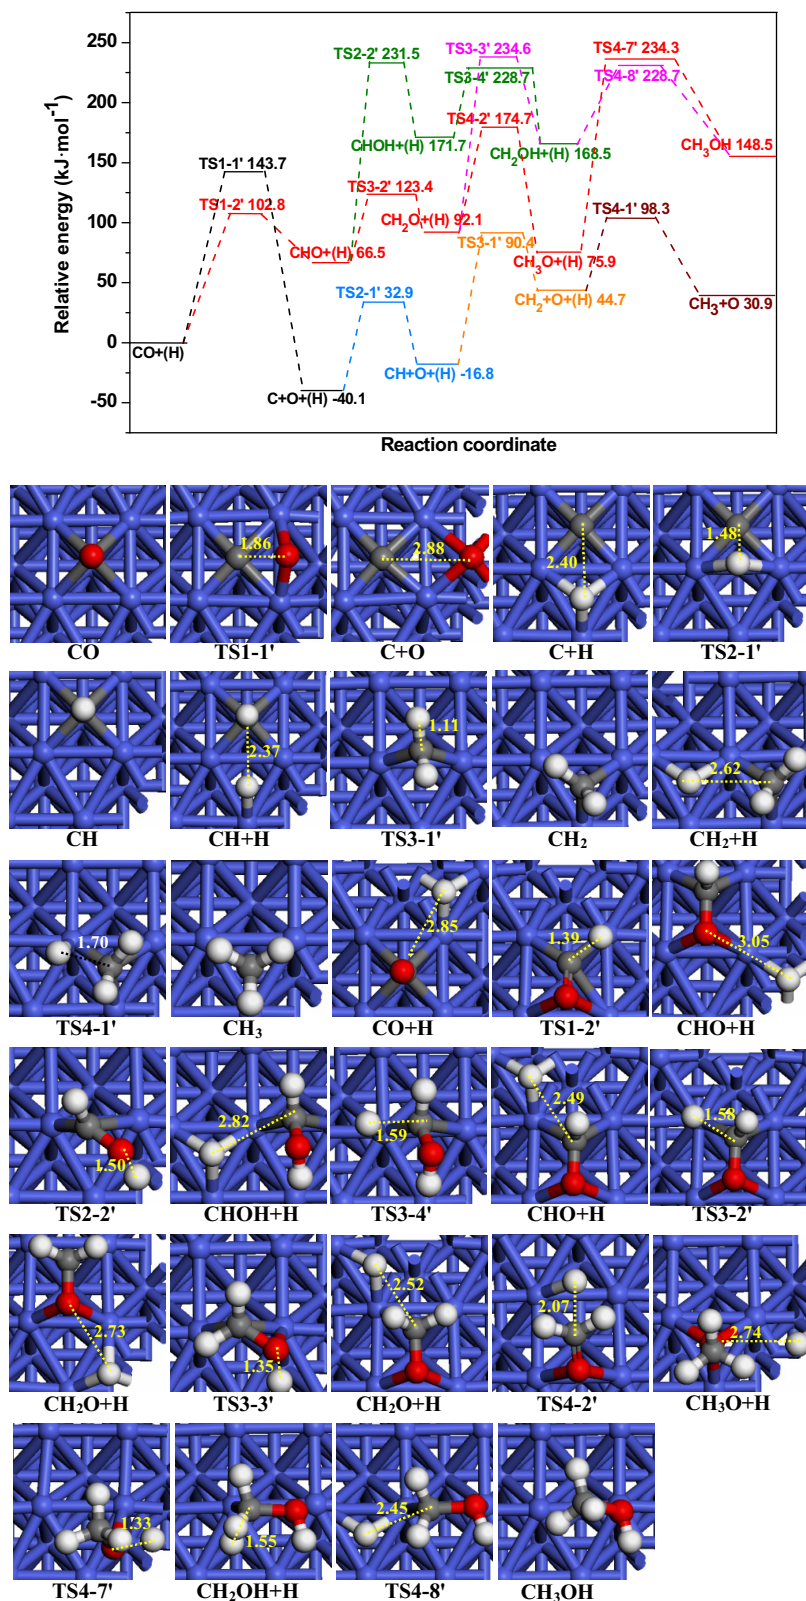 250
200
150
100
50
0
-50
Relative energy (kJ·mol⁻¹)
Reaction coordinate
TS2-2' 231.5
TS3-3' 234.6
TS4-7' 234.3
TS3-4' 228.7
TS4-8' 228.7
TS4-2' 174.7
TS1-1' 143.7
CHOH+(H) 171.7
CH₂OH+(H) 168.5
CH₃OH 148.5
TS3-2' 123.4
TS1-2' 102.8
CH₂O+(H) 92.1
TS4-1' 98.3
TS3-1' 90.4
CHO+(H) 66.5
CH₃O+(H) 75.9
CH₂+O+(H) 44.7
TS2-1' 32.9
CH₃+O 30.9
CO+(H)
CH+O+(H) -16.8
C+O+(H) -40.1
1.86 2.88 2.40 1.48
CO TS1-1' C+O C+H TS2-1'
2.37 1.11 2.62
CH CH+H TS3-1' CH₂ CH₂+H
1.70 2.85 1.39 3.05
TS4-1' CH₃ CO+H TS1-2' CHO+H
1.50 2.82 1.59 2.49 1.58
TS2-2' CHOH+H TS3-4' CHO+H TS3-2'
2.73 1.35 2.52 2.07 2.74
CH₂O+H TS3-3' CH₂O+H TS4-2' CH₃O+H
1.33 1.55 2.45
TS4-7' CH₂OH+H TS4-8' CH₃OH